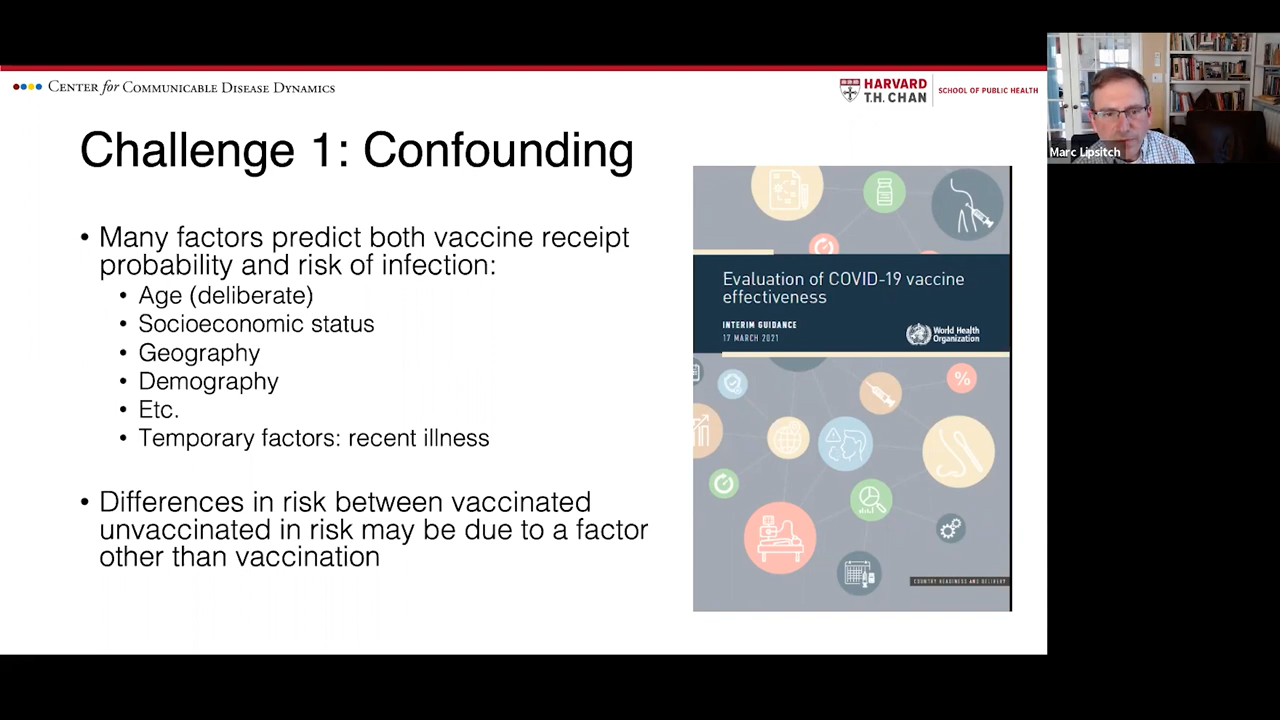 CENTER for COMMUNICABLE DISEASE DYNAMICS
HARVARD
T.H. CHAN
SCHOOL OF PUBLIC HEALTH
Marc Lipsitch
Challenge 1: Confounding
• Many factors predict both vaccine receipt
probability and risk of infection:
• Age (deliberate)
• Socioeconomic status
• Geography
• Demography
• Etc.
• Temporary factors: recent illness
• Differences in risk between vaccinated
unvaccinated in risk may be due to a factor
other than vaccination
Evaluation of COVID-19 vaccine
effectiveness
INTERIM GUIDANCE
17 MARCH 2021
World Health
Organization
%
COUNTRY READINESS AND DELIVERY